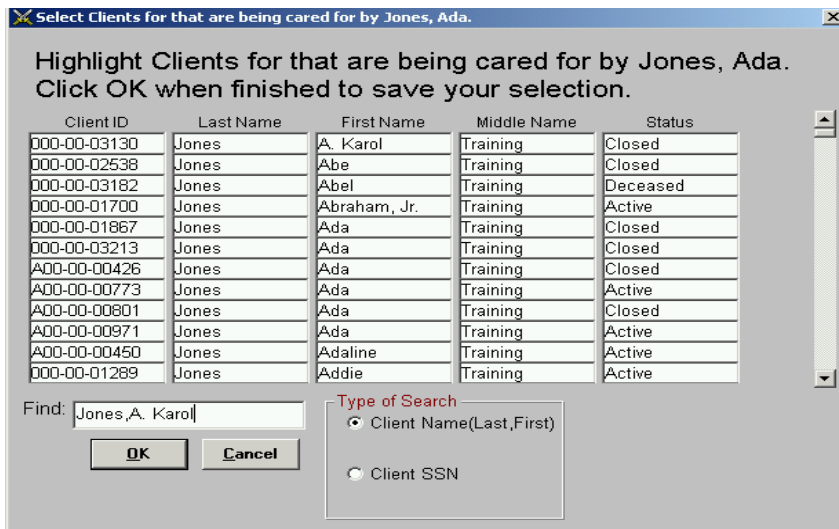 Select Clients for that are being cared for by Jones, Ada.
Highlight Clients for that are being cared for by Jones, Ada.
Click OK when finished to save your selection.
Client ID Last Name First Name Middle Name Status
000-00-03130 Jones A. Karol Training Closed
000-00-02538 Jones Abe Training Closed
000-00-03182 Jones Abel Training Deceased
000-00-01700 Jones Abraham, Jr. Training Active
000-00-01867 Jones Ada Training Closed
000-00-03213 Jones Ada Training Closed
A00-00-00426 Jones Ada Training Closed
A00-00-00773 Jones Ada Training Active
A00-00-00801 Jones Ada Training Closed
A00-00-00971 Jones Ada Training Active
A00-00-00450 Jones Adaline Training Active
000-00-01289 Jones Addie Training Active
Find: Jones,A. Karol
Type of Search
Client Name(Last,First)
OK Cancel
Client SSN